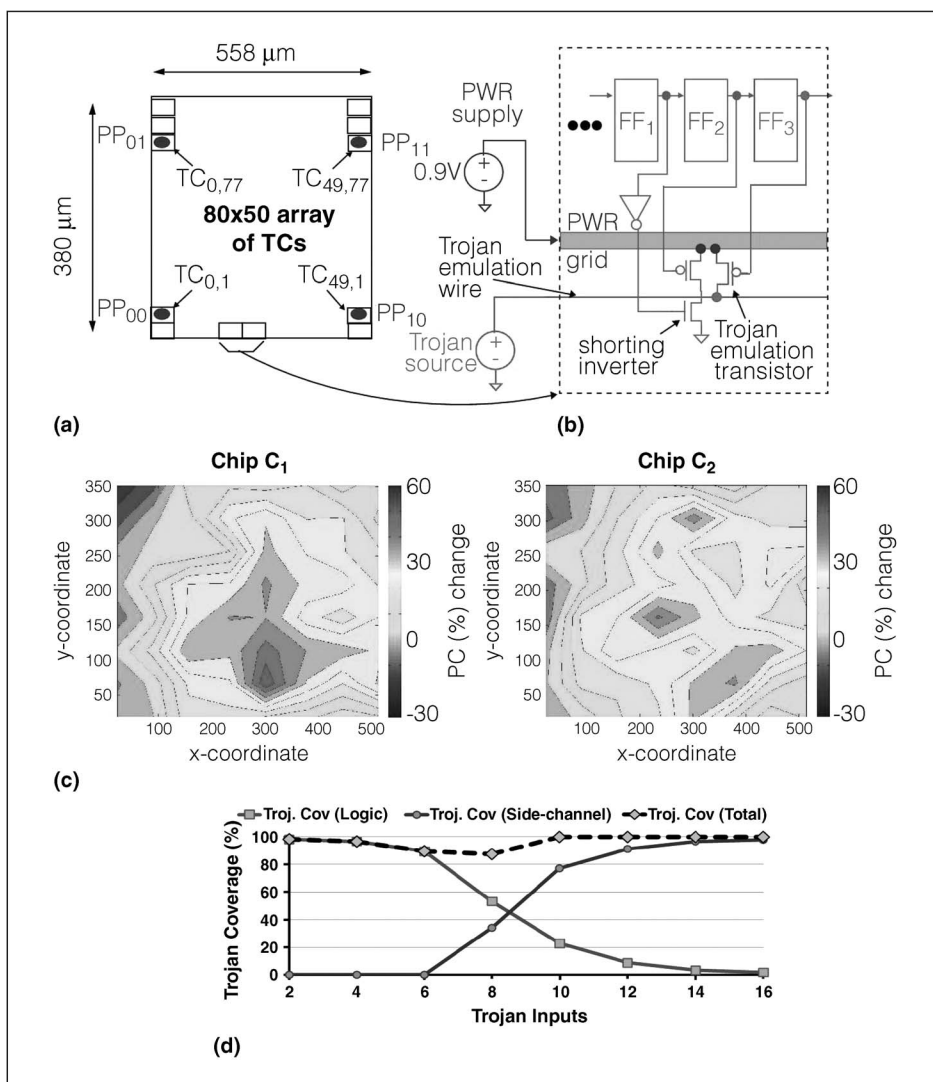 558 μm
380 μm
PP01
PP11
TC0,77
TC49,77
80x50 array
of TCs
TC0,1
TC49,1
PP00
PP10
(a)
PWR
supply
0.9V
FF1
FF2
FF3
PWR
grid
Trojan
emulation
wire
Trojan
source
shorting
inverter
Trojan
emulation
transistor
(b)
Chip C1
350
300
250
200
150
100
50
y-coordinate
100 200 300 400 500
x-coordinate
60
30
0
-30
PC (%) change
Chip C2
350
300
250
200
150
100
50
y-coordinate
100 200 300 400 500
x-coordinate
60
30
0
-30
PC (%) change
(c)
Troj. Cov (Logic) Troj. Cov (Side-channel) Troj. Cov (Total)
Trojan Coverage (%)
100
80
60
40
20
0
2 4 6 8 10 12 14 16
Trojan Inputs
(d)